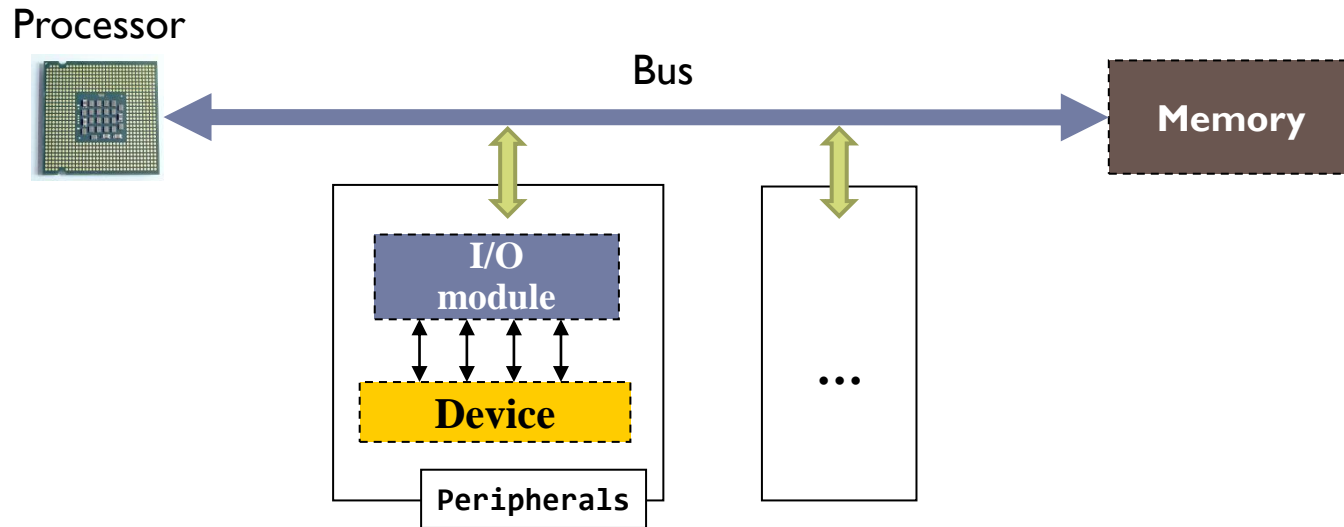 Processor
Bus
Memory
I/O
module
...
Device
Peripherals